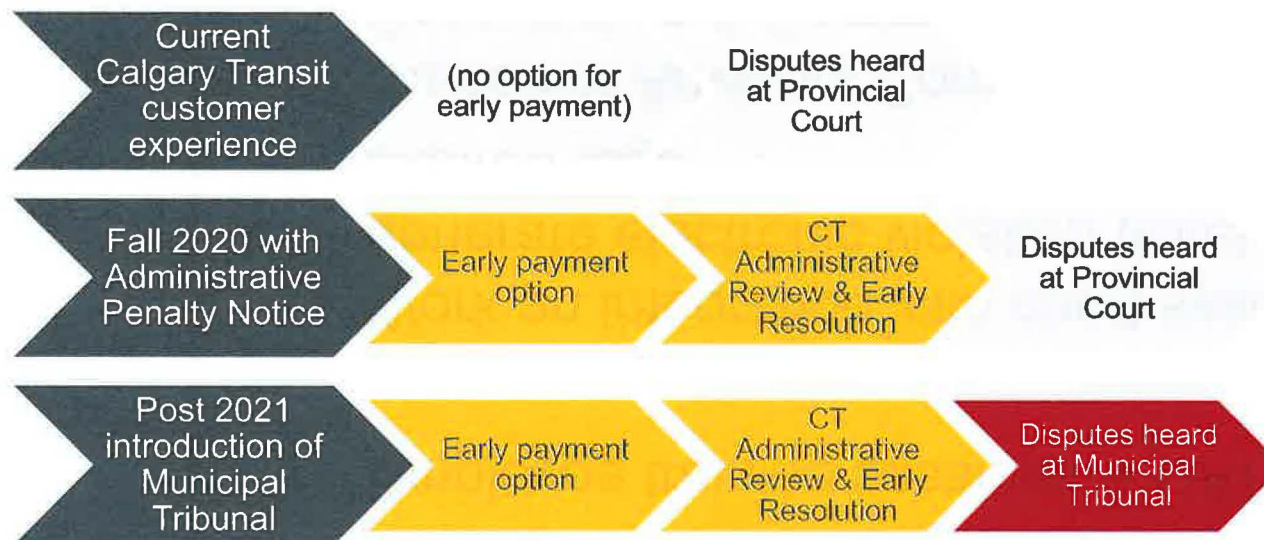 Current
Calgary Transit
customer
experience
(no option for
early payment)
Disputes heard
at Provincial
Court
Fall 2020 with
Administrative
Penalty Notice
Early payment
option
CT
Administrative
Review & Early
Resolution
Disputes heard
at Provincial
Court
Post 2021
introduction of
Municipal
Tribunal
Early payment
option
CT
Administrative
Review & Early
Resolution
Disputes heard
at Municipal
Tribunal